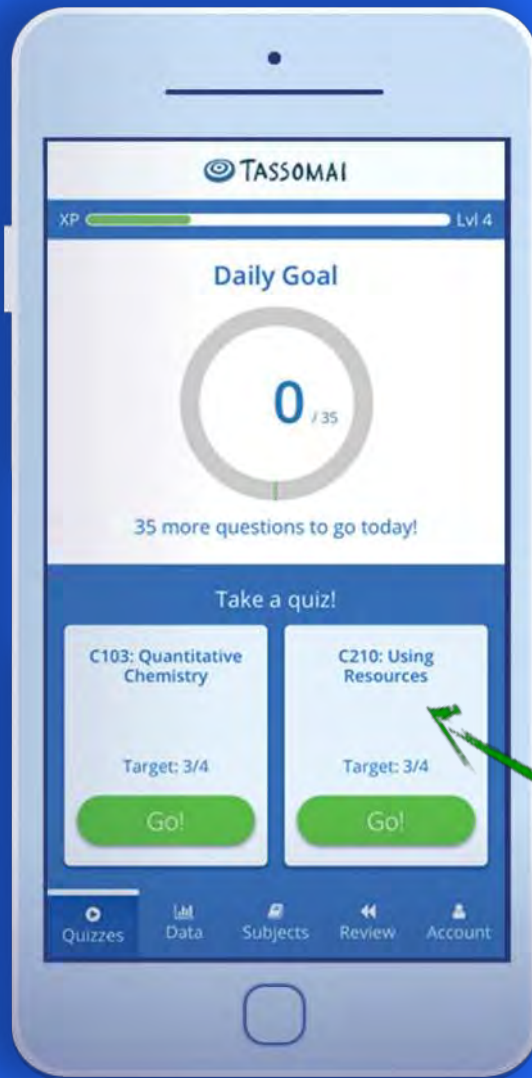 TASSOMAI
XP Lvl 4
Daily Goal
0 / 35
35 more questions to go today!
Take a quiz!
C103: Quantitative
Chemistry
Target: 3/4
Go!
C210: Using
Resources
Target: 3/4
Go!
Quizzes Data Subjects Review Account